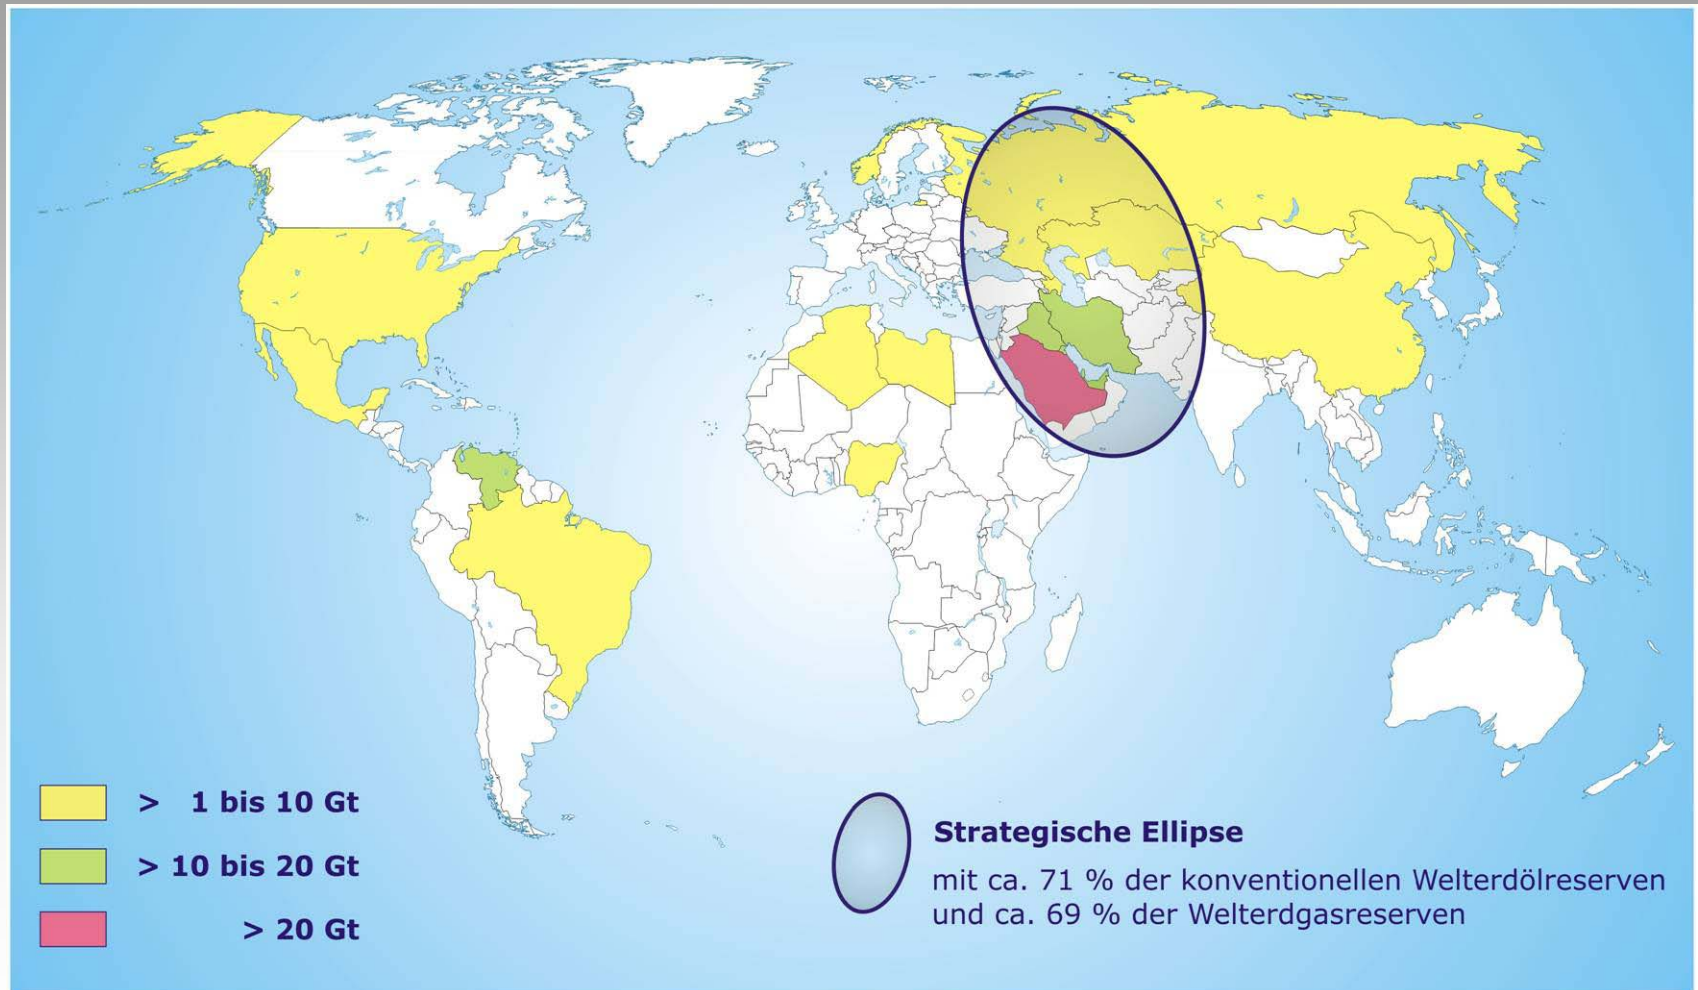 > 1 bis 10 Gt
> 10 bis 20 Gt
> 20 Gt
Strategische Ellipse
mit ca. 71 % der konventionellen Welterdölreserven
und ca. 69 % der Welterdgasreserven